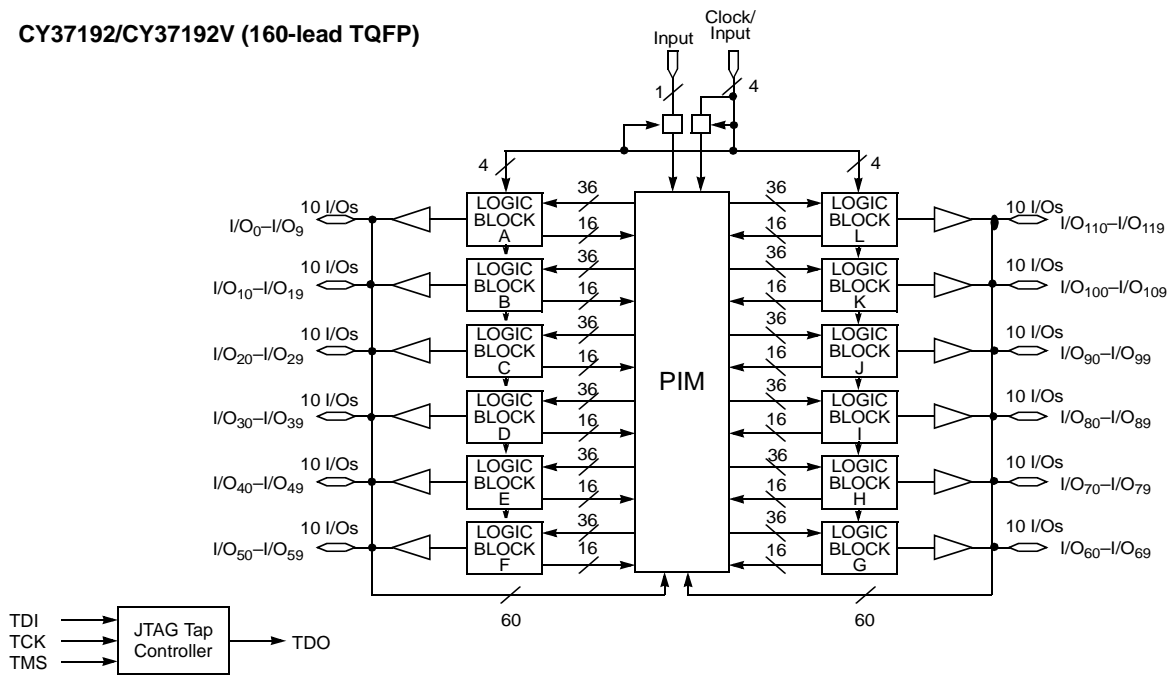 CY37192/CY37192V (160-lead TQFP)
Input
Clock/
Input
1
4
4
4
10 I/Os
I/O0–I/O9
LOGIC
BLOCK
A
36
16
PIM
36
16
LOGIC
BLOCK
L
10 I/Os
I/O110–I/O119
10 I/Os
I/O10–I/O19
LOGIC
BLOCK
B
36
16
36
16
LOGIC
BLOCK
K
10 I/Os
I/O100–I/O109
10 I/Os
I/O20–I/O29
LOGIC
BLOCK
C
36
16
36
16
LOGIC
BLOCK
J
10 I/Os
I/O90–I/O99
10 I/Os
I/O30–I/O39
LOGIC
BLOCK
D
36
16
36
16
LOGIC
BLOCK
I
10 I/Os
I/O80–I/O89
10 I/Os
I/O40–I/O49
LOGIC
BLOCK
E
36
16
36
16
LOGIC
BLOCK
H
10 I/Os
I/O70–I/O79
10 I/Os
I/O50–I/O59
LOGIC
BLOCK
F
36
16
36
16
LOGIC
BLOCK
G
10 I/Os
I/O60–I/O69
60
60
TDI
TCK
TMS
JTAG Tap
Controller
TDO